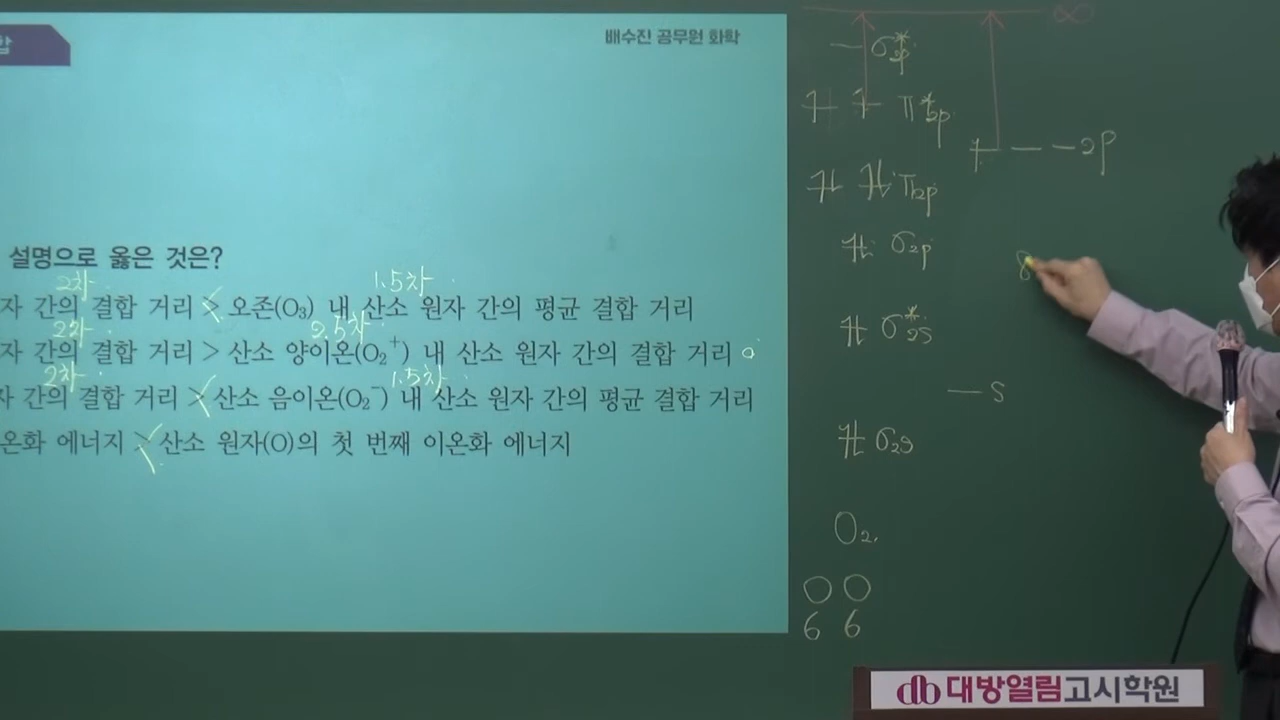 합
배수진 공무원 화학
설명으로 옳은 것은?
2차 1.5차
자 간의 결합 거리 > 오존(O₃) 내 산소 원자 간의 평균 결합 거리
2차 2.5차
자 간의 결합 거리 > 산소 양이온(O₂⁺) 내 산소 원자 간의 결합 거리 o
2차 1.5차
자 간의 결합 거리 > 산소 음이온(O₂⁻) 내 산소 원자 간의 평균 결합 거리
온화 에너지 > 산소 원자(O)의 첫 번째 이온화 에너지
∞
σ*2p
π*2p
2p
π2p
σ2p
8
σ*2s
s
σ2s
O₂
O O
6 6
db 대방열림고시학원